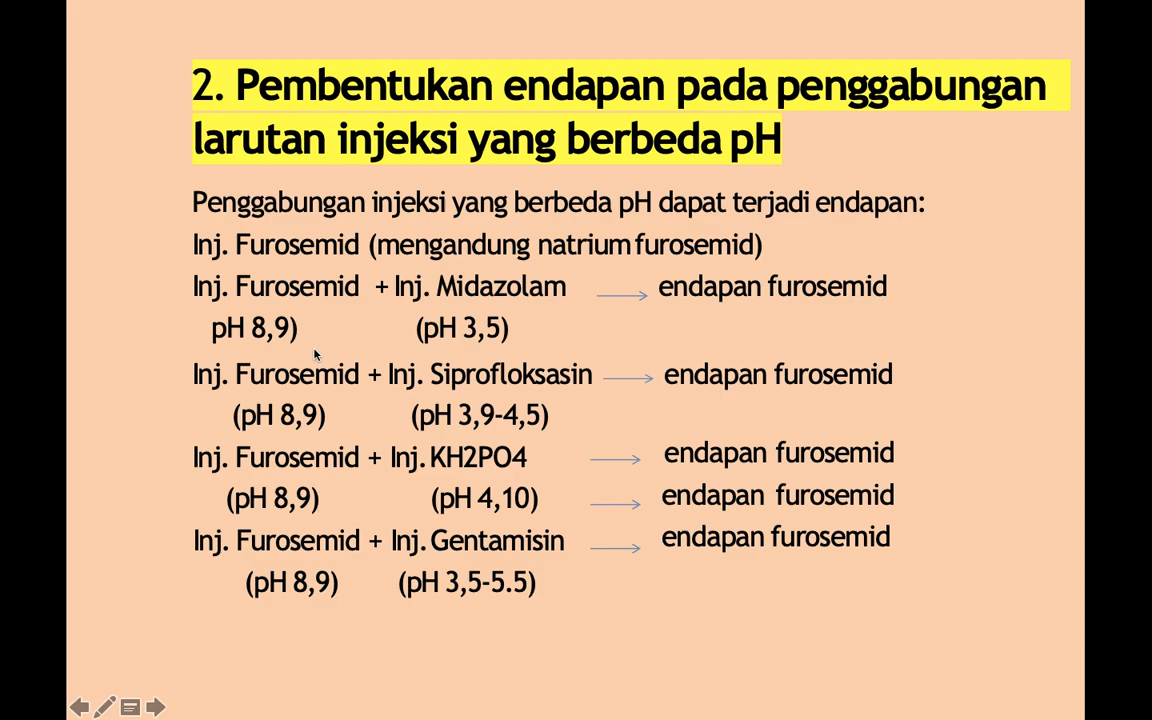 2. Pembentukan endapan pada penggabungan
larutan injeksi yang berbeda pH
Penggabungan injeksi yang berbeda pH dapat terjadi endapan:
Inj. Furosemid (mengandung natrium furosemid)
Inj. Furosemid + Inj. Midazolam endapan furosemid
pH 8,9) (pH 3,5)
Inj. Furosemid + Inj. Siprofloksasin endapan furosemid
(pH 8,9) (pH 3,9-4,5)
Inj. Furosemid + Inj. KH2PO4 endapan furosemid
(pH 8,9) (pH 4,10) endapan furosemid
Inj. Furosemid + Inj. Gentamisin endapan furosemid
(pH 8,9) (pH 3,5-5.5)